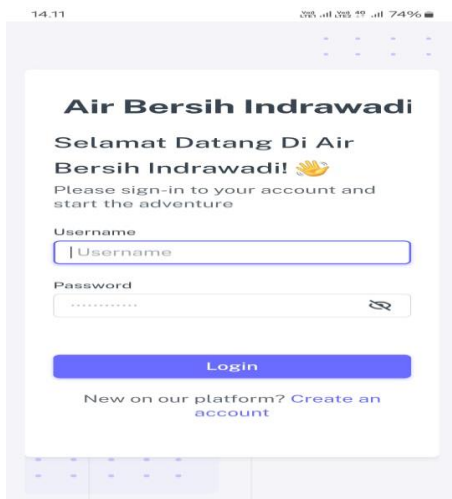 14.11 74%
Air Bersih Indrawadi
Selamat Datang Di Air
Bersih Indrawadi! 👋
Please sign-in to your account and
start the adventure
Username
Username
Password
············
Login
New on our platform? Create an
account